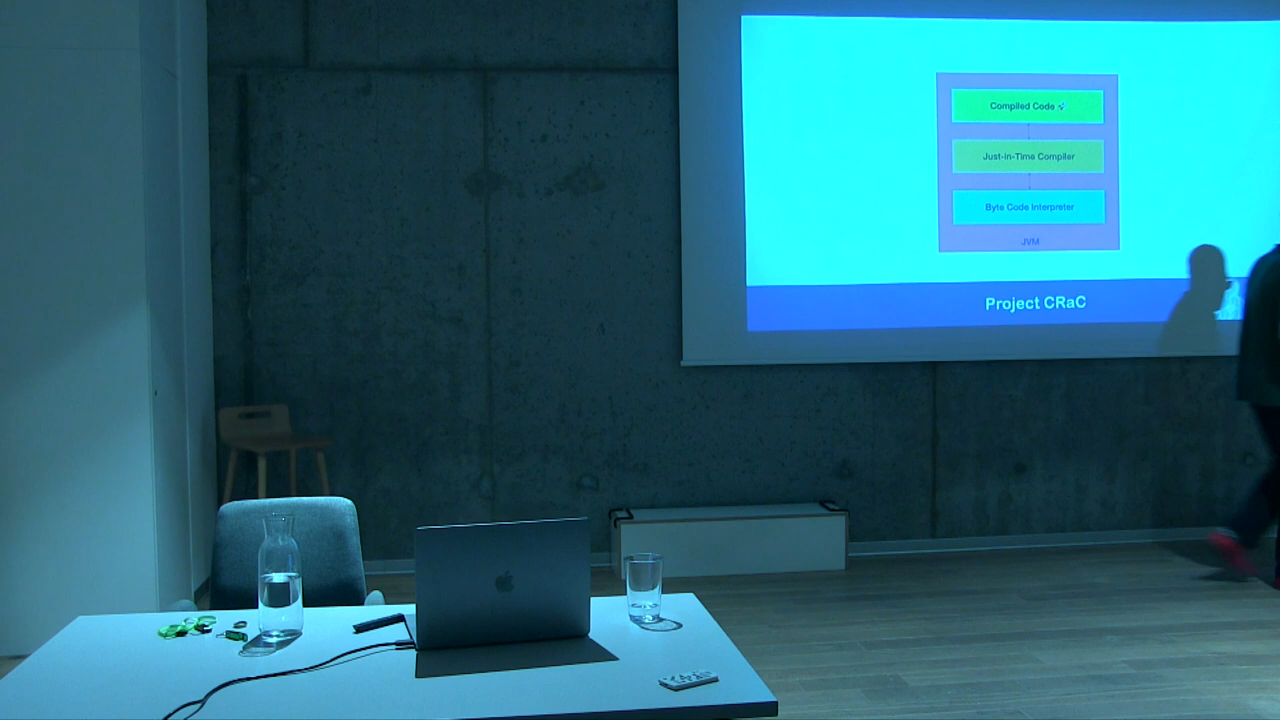 Compiled Code 🚀
Just-in-Time Compiler
Byte Code Interpreter
JVM
Project CRaC